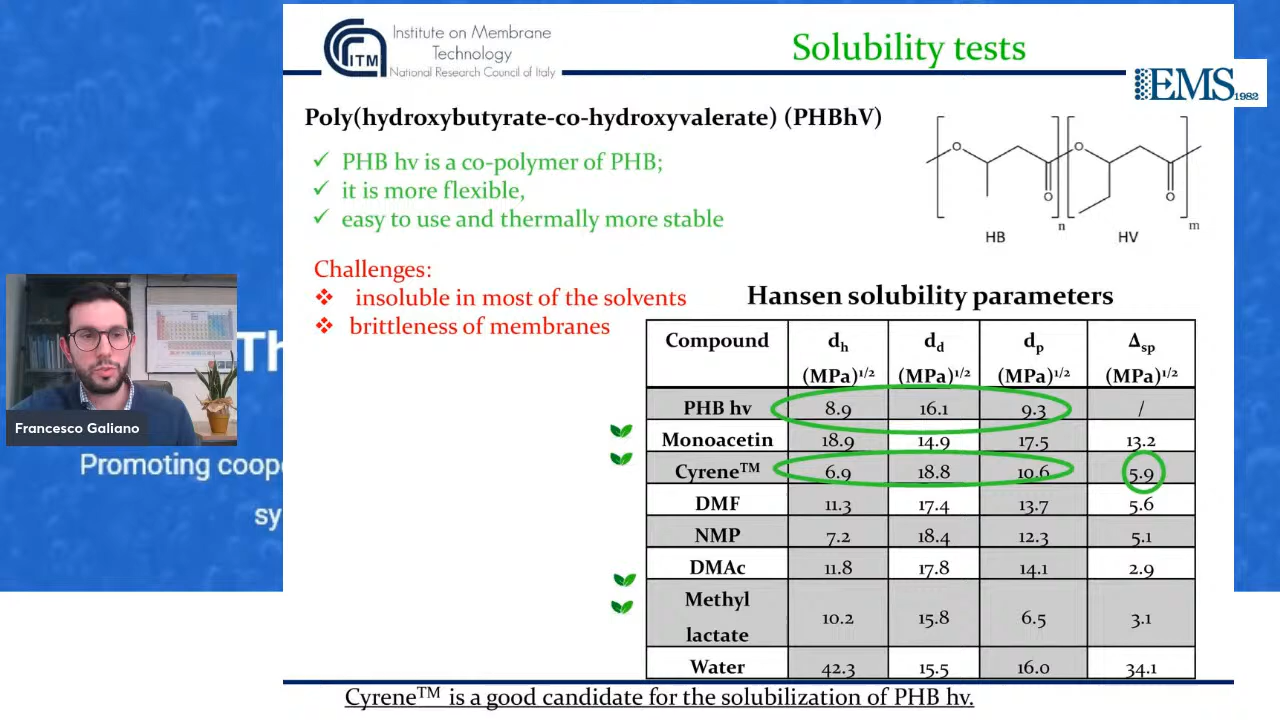 ITM
Institute on Membrane
Technology
National Research Council of Italy
Solubility tests
EMS 1982
Poly(hydroxybutyrate-co-hydroxyvalerate) (PHBhV)
✓ PHB hv is a co-polymer of PHB;
✓ it is more flexible,
✓ easy to use and thermally more stable
O O
O O
n m
HB HV
Challenges:
❖ insoluble in most of the solvents
❖ brittleness of membranes
Hansen solubility parameters
Compound dh (MPa)1/2 dd (MPa)1/2 dp (MPa)1/2 Δsp (MPa)1/2
PHB hv 8.9 16.1 9.3 /
Monoacetin 18.9 14.9 17.5 13.2
Cyrene™ 6.9 18.8 10.6 5.9
DMF 11.3 17.4 13.7 5.6
NMP 7.2 18.4 12.3 5.1
DMAc 11.8 17.8 14.1 2.9
Methyl lactate 10.2 15.8 6.5 3.1
Water 42.3 15.5 16.0 34.1
Cyrene™ is a good candidate for the solubilization of PHB hv.
Th
Francesco Galiano
Promoting coop
sy